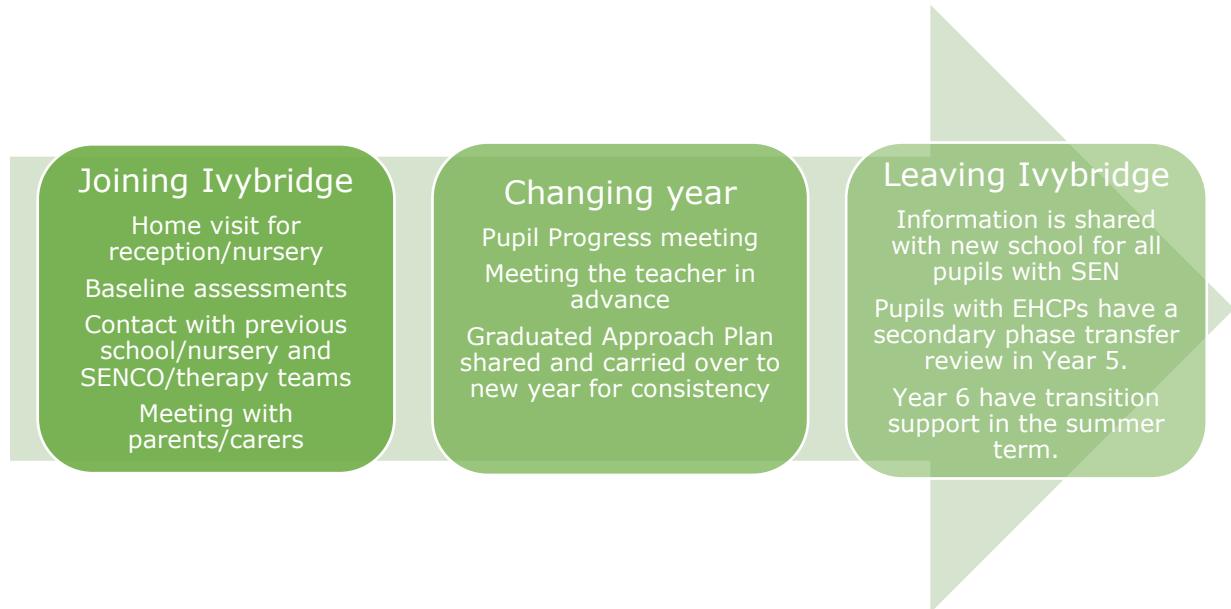 Joining Ivybridge
Home visit for
reception/nursery
Baseline assessments
Contact with previous
school/nursery and
SENCO/therapy teams
Meeting with
parents/carers
Changing year
Pupil Progress meeting
Meeting the teacher in
advance
Graduated Approach Plan
shared and carried over to
new year for consistency
Leaving Ivybridge
Information is shared
with new school for all
pupils with SEN
Pupils with EHCPs have a
secondary phase transfer
review in Year 5.
Year 6 have transition
support in the summer
term.